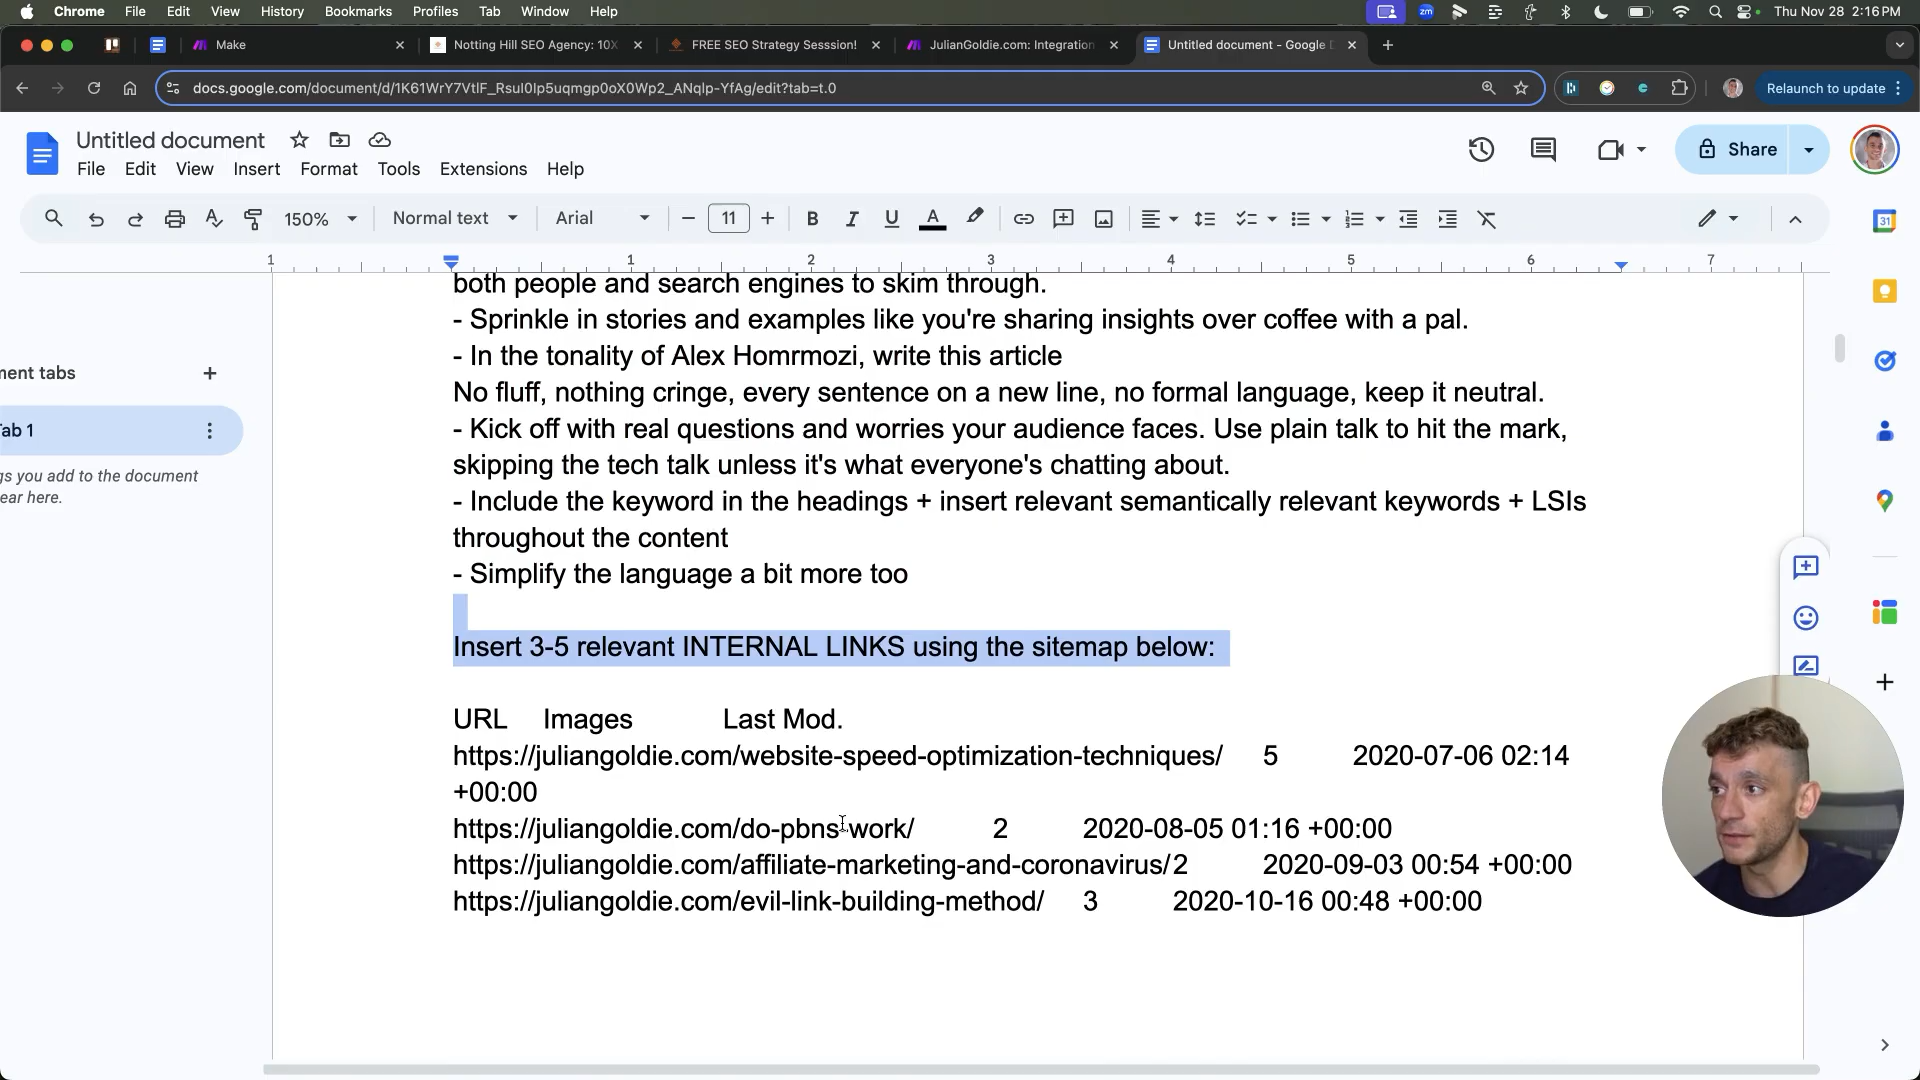 Chrome File Edit View History Bookmarks Profiles Tab Window Help zm Thu Nov 28 2:16 PM
Make Notting Hill SEO Agency: 10X FREE SEO Strategy Sesssion! JulianGoldie.com: Integration Untitled document - Google D
docs.google.com/document/d/1K61WrY7VtlF_Rsul0Ip5uqmgp0oX0Wp2_ANqlp-YfAg/edit?tab=t.0 Relaunch to update
Untitled document
File Edit View Insert Format Tools Extensions Help
Share
150% Normal text Arial 11 B I U A
1 1 2 3 4 5 6 7
31
both people and search engines to skim through.
- Sprinkle in stories and examples like you're sharing insights over coffee with a pal.
- In the tonality of Alex Homrmozi, write this article
No fluff, nothing cringe, every sentence on a new line, no formal language, keep it neutral.
- Kick off with real questions and worries your audience faces. Use plain talk to hit the mark,
skipping the tech talk unless it's what everyone's chatting about.
- Include the keyword in the headings + insert relevant semantically relevant keywords + LSIs
throughout the content
- Simplify the language a bit more too
Insert 3-5 relevant INTERNAL LINKS using the sitemap below:
URL Images Last Mod.
https://juliangoldie.com/website-speed-optimization-techniques/ 5 2020-07-06 02:14
+00:00
https://juliangoldie.com/do-pbns-work/ 2 2020-08-05 01:16 +00:00
https://juliangoldie.com/affiliate-marketing-and-coronavirus/ 2 2020-09-03 00:54 +00:00
https://juliangoldie.com/evil-link-building-method/ 3 2020-10-16 00:48 +00:00
ment tabs
Tab 1
gs you add to the document
ear here.